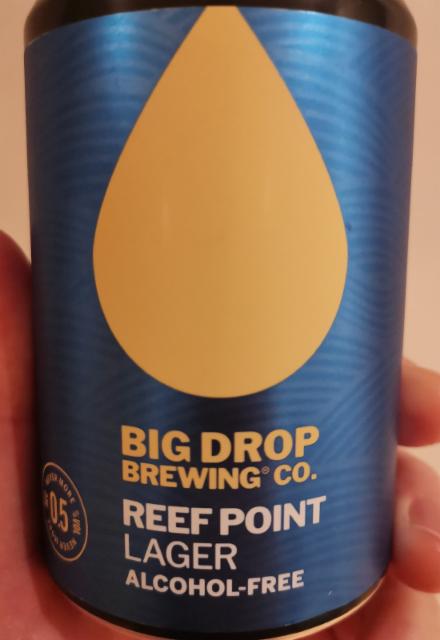 BIG DROP
BREWING® CO.
REEF POINT
LAGER
ALCOHOL-FREE
0.5